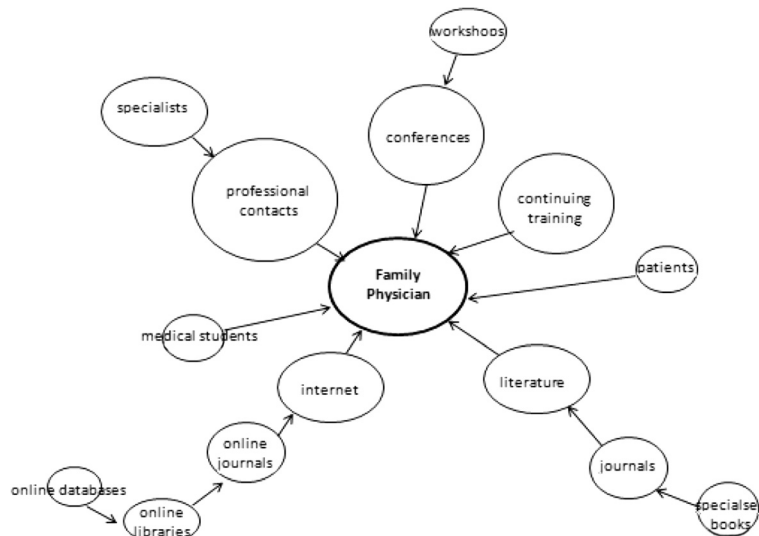 workshops
specialists
conferences
professional
contacts
continuing
training
Family
Physician
patients
medical students
internet
literature
online
journals
journals
online databases
online
libraries
specialse
books